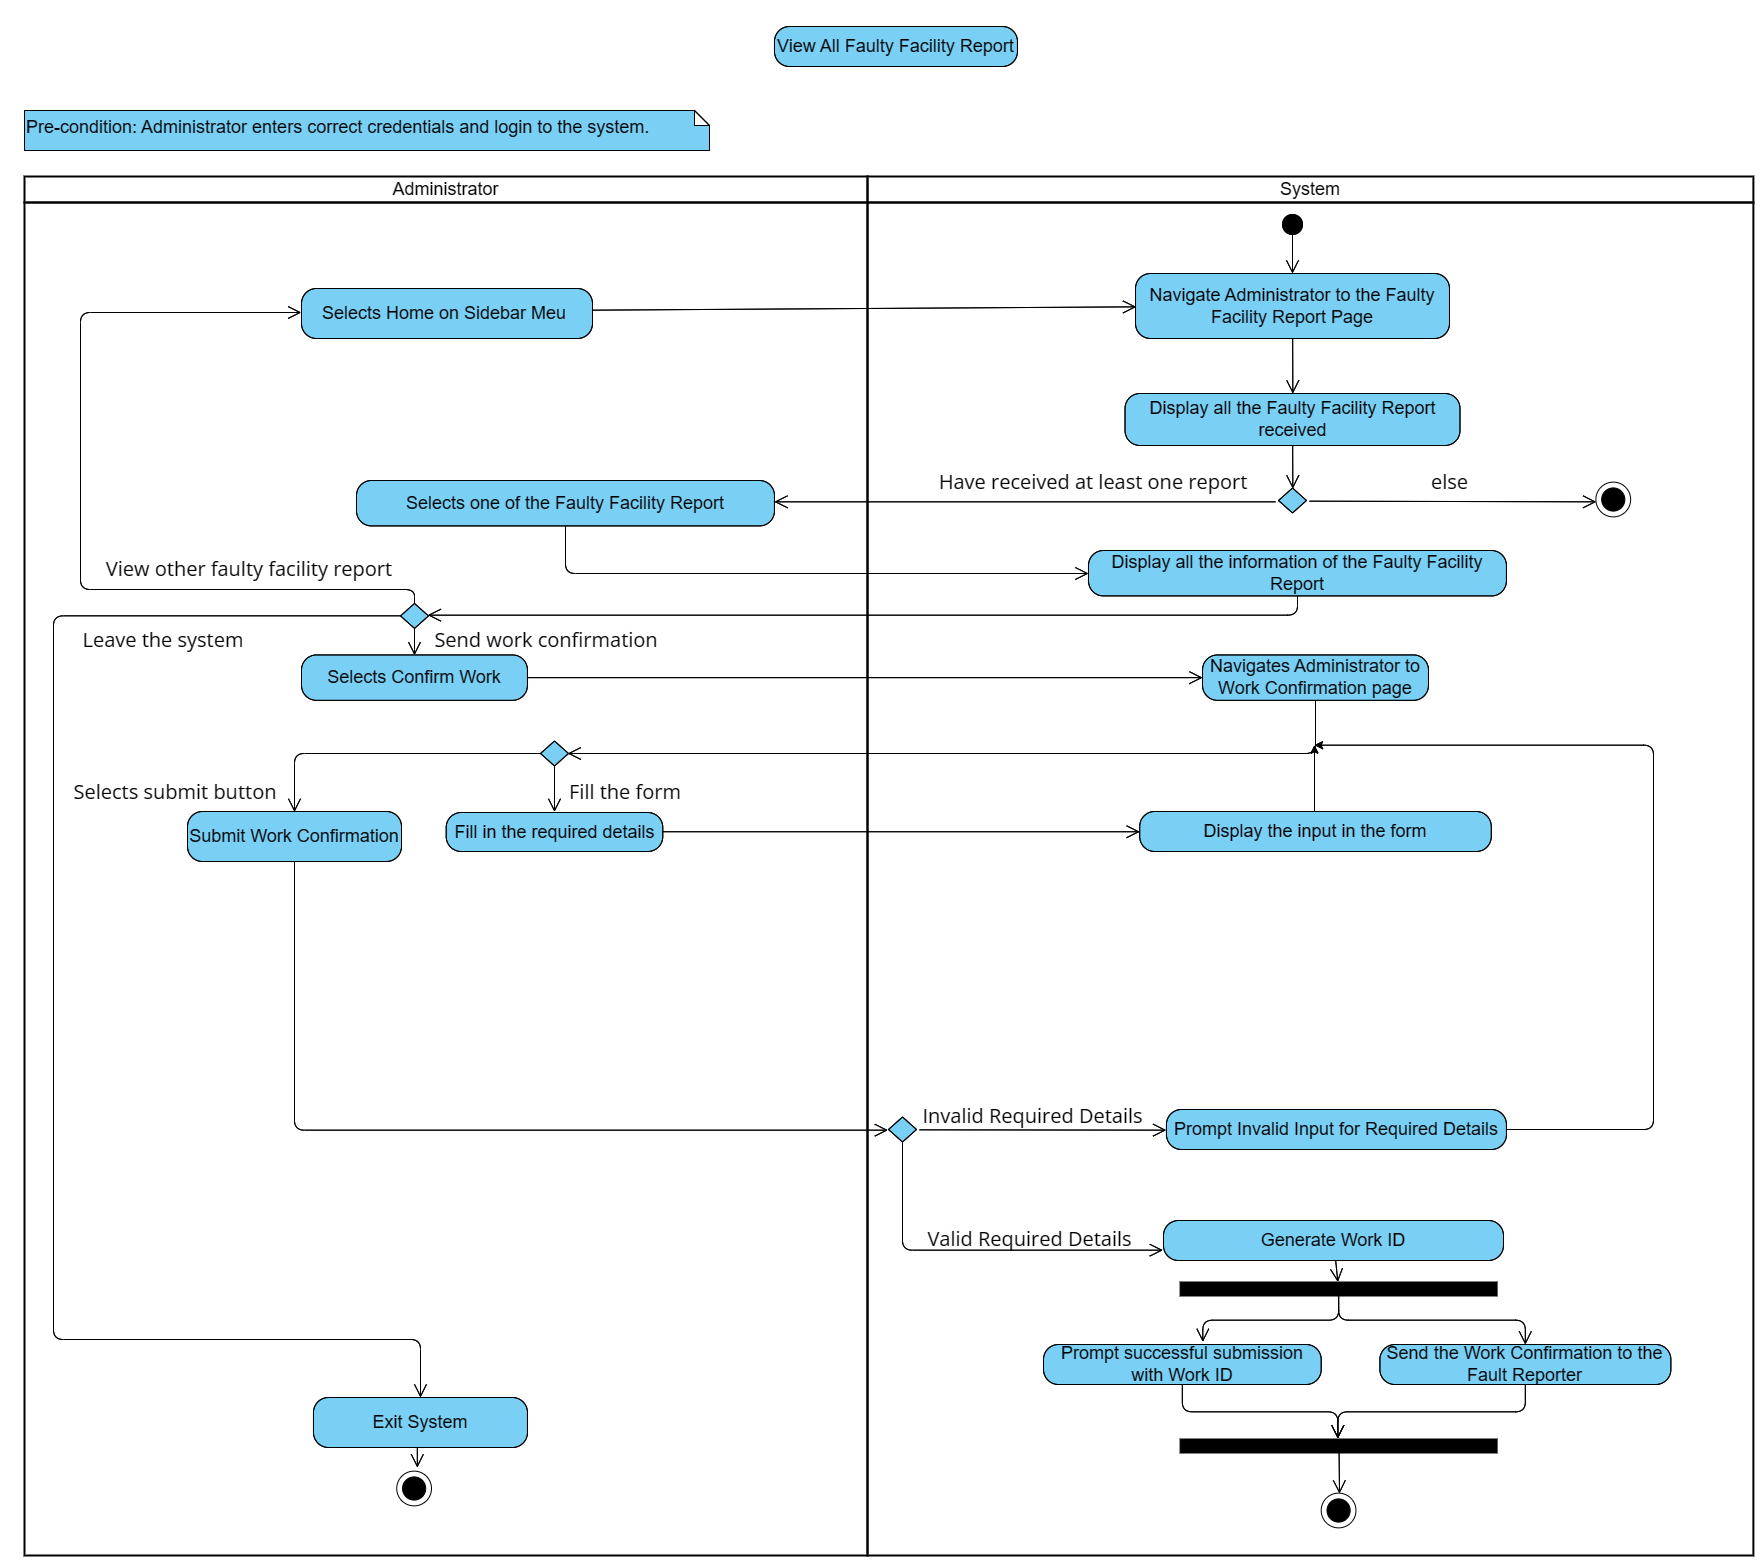 View All Faulty Facility Report
Pre-condition: Administrator enters correct credentials and login to the system.
Administrator
System
Selects Home on Sidebar Meu
Navigate Administrator to the Faulty
Facility Report Page
Display all the Faulty Facility Report
received
Have received at least one report
else
Selects one of the Faulty Facility Report
Display all the information of the Faulty Facility
Report
View other faulty facility report
Leave the system
Send work confirmation
Selects Confirm Work
Navigates Administrator to
Work Confirmation page
Selects submit button
Fill the form
Submit Work Confirmation
Fill in the required details
Display the input in the form
Invalid Required Details
Prompt Invalid Input for Required Details
Valid Required Details
Generate Work ID
Prompt successful submission
with Work ID
Send the Work Confirmation to the
Fault Reporter
Exit System